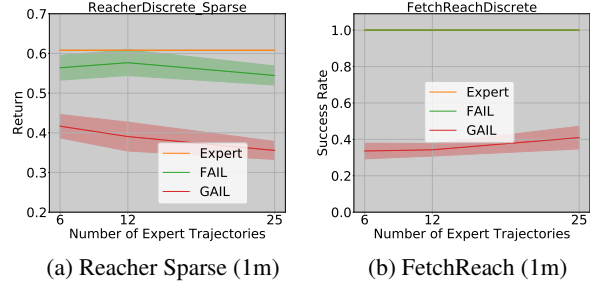 ReacherDiscrete_Sparse
0.7
0.6
0.5
0.4
0.3
0.2
Return
6
12
25
Number of Expert Trajectories
Expert
FAIL
GAIL
(a) Reacher Sparse (1m)
FetchReachDiscrete
1.0
0.8
0.6
0.4
0.2
0.0
Success Rate
6
12
25
Number of Expert Trajectories
Expert
FAIL
GAIL
(b) FetchReach (1m)